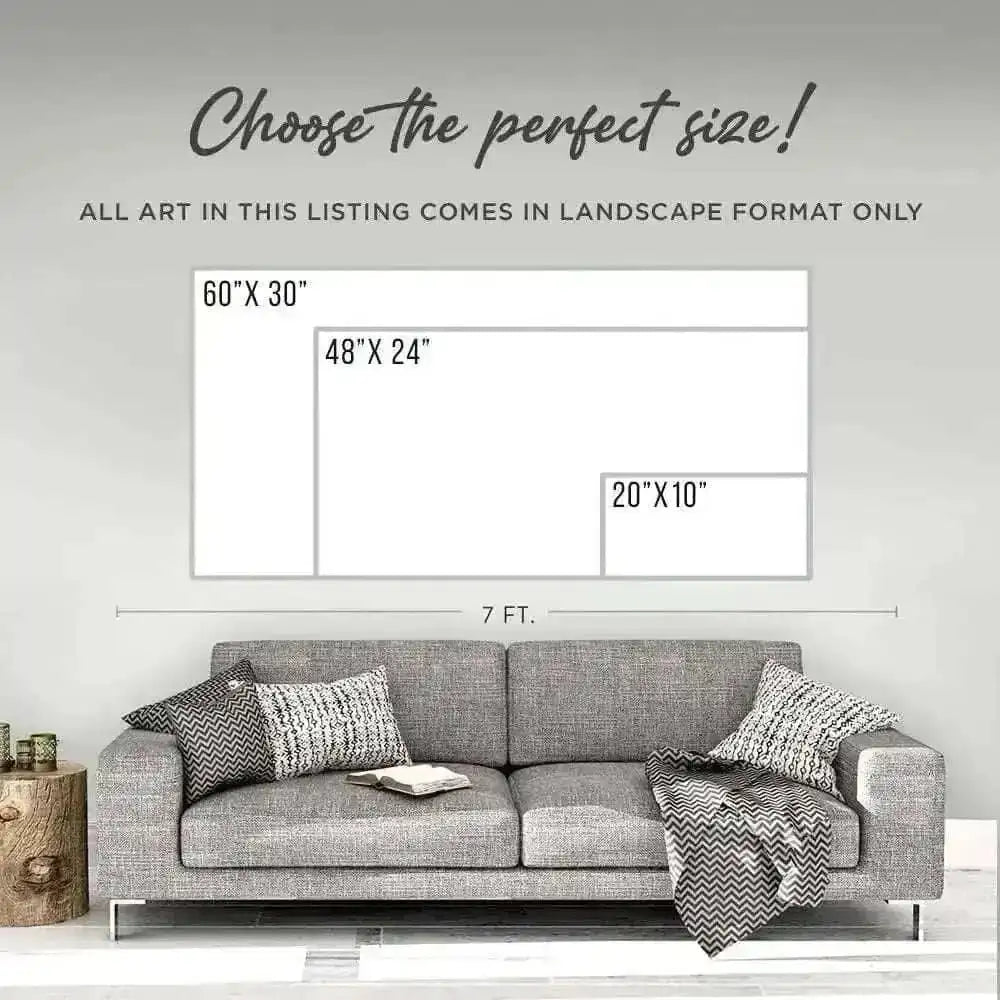 Choose the perfect size!
ALL ART IN THIS LISTING COMES IN LANDSCAPE FORMAT ONLY
60”X 30”
48”X 24”
20”X10”
7 FT.